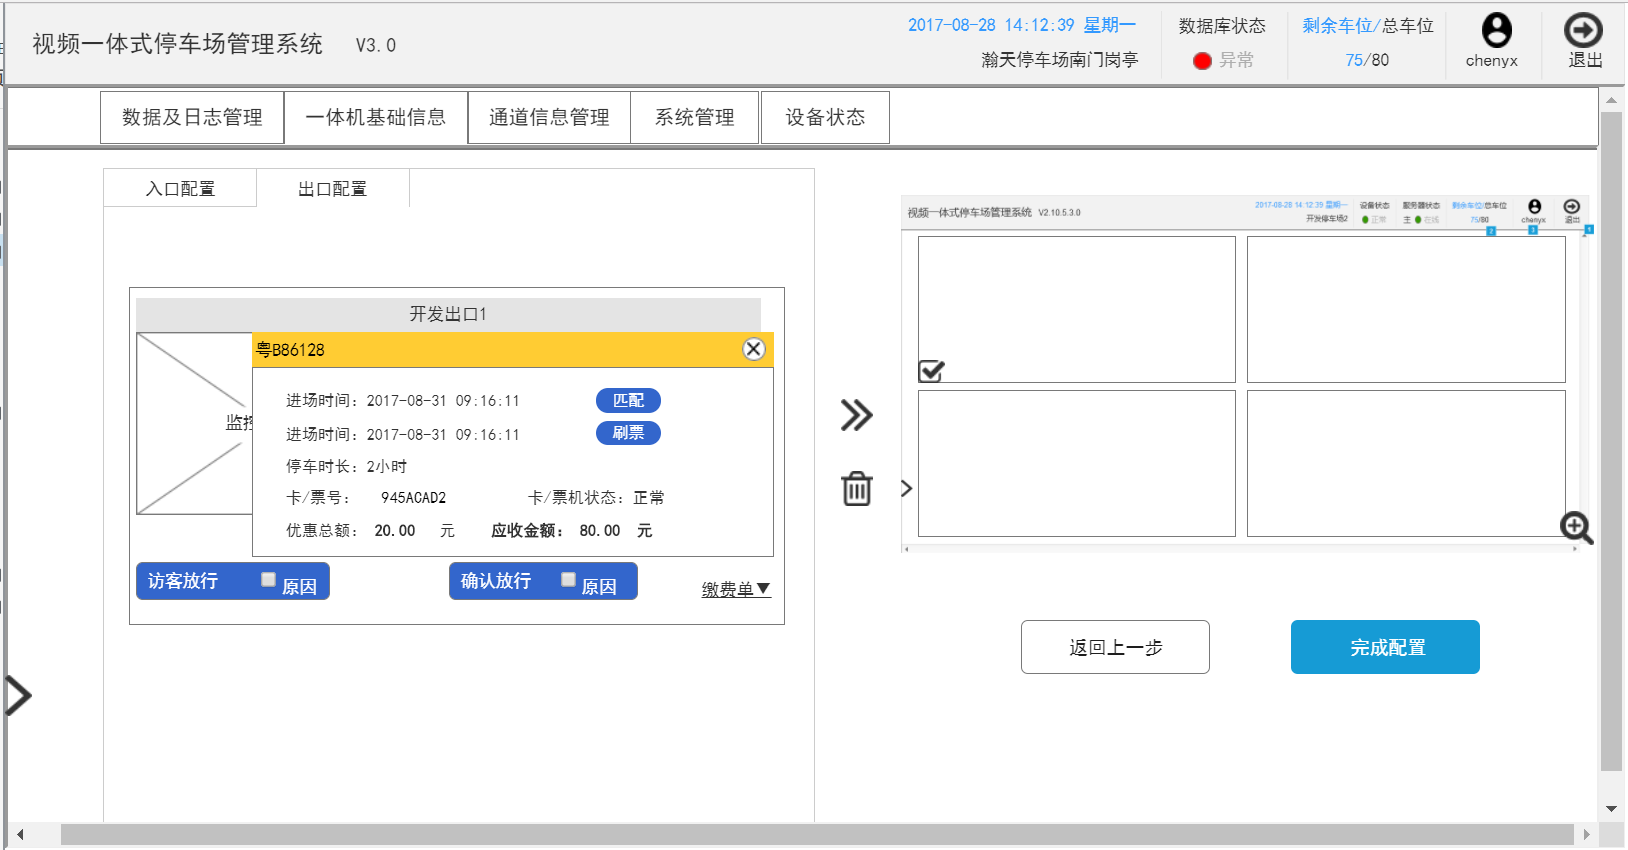 视频一体式停车场管理系统 V3.0
2017-08-28 14:12:39 星期一
瀚天停车场南门岗亭
数据库状态
异常
剩余车位/总车位
75/80
chenyx
退出
数据及日志管理
一体机基础信息
通道信息管理
系统管理
设备状态
入口配置
出口配置
开发出口1
粤B86128
监控
进场时间：2017-08-31 09:16:11
匹配
进场时间：2017-08-31 09:16:11
刷票
停车时长：2小时
卡/票号： 945ACAD2 卡/票机状态：正常
优惠总额： 20.00 元 应收金额： 80.00 元
访客放行 原因
确认放行 原因
缴费单▼
视频一体式停车场管理系统 V2.10.5.3.0
2017-08-28 14:12:39 星期一
开发停车场2
设备状态
正常
服务器状态
主 在线
剩余车位/总车位
75/80
chenyx
退出
返回上一步
完成配置